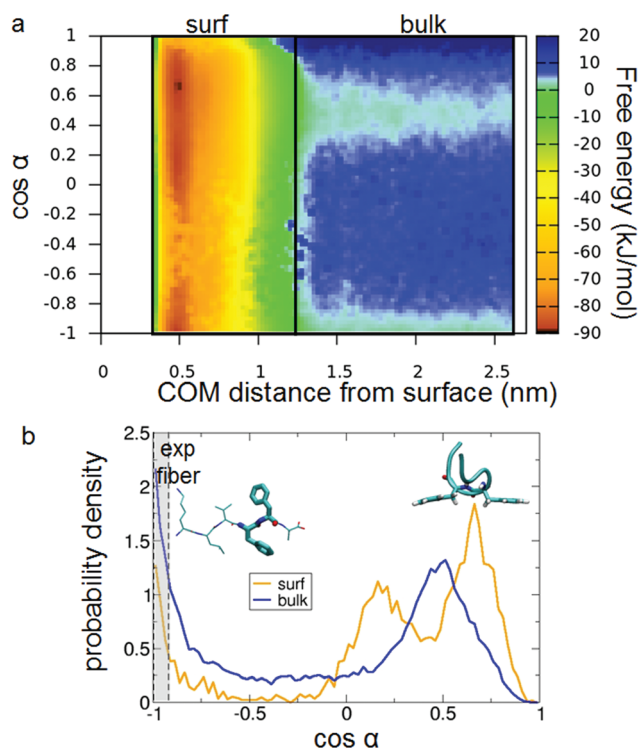 a
surf bulk
1
0.8
0.6
0.4
0.2
0
-0.2
-0.4
-0.6
-0.8
-1
cos α
0 0.5 1 1.5 2 2.5
COM distance from surface (nm)
20
10
0
-10
-20
-30
-40
-50
-60
-70
-80
-90
Free energy (kJ/mol)
b
2.5
2
1.5
1
0.5
0
probability density
exp
fiber
surf
bulk
-1 -0.5 0 0.5 1
cos α